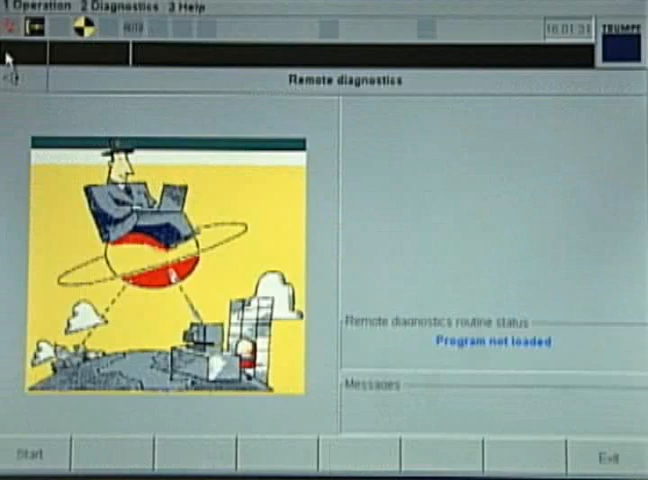 1 Operation 2 Diagnostics 3 Help
AUTO 16:01:31 TRUMPF
Remote diagnostics
Remote diagnostics routine status
Program not loaded
Messages
Start Exit